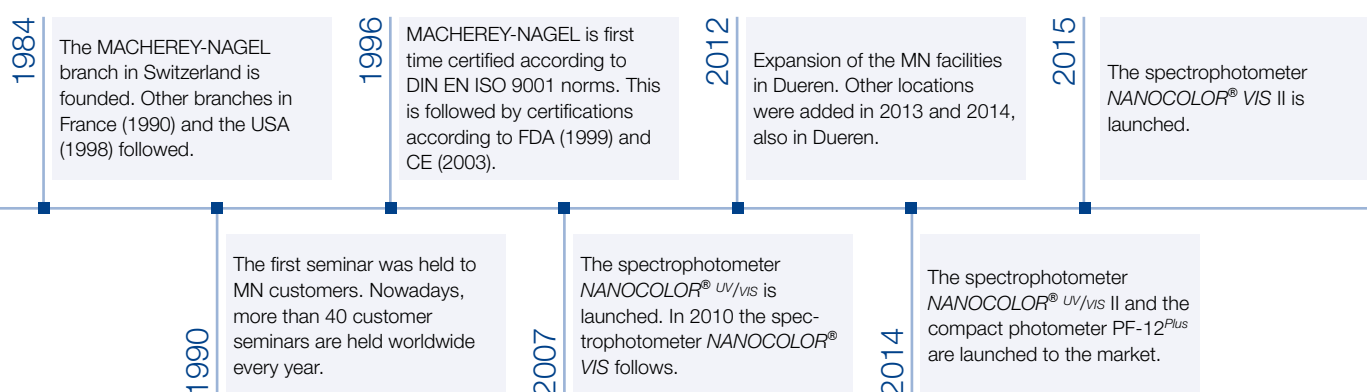 1984
The MACHEREY-NAGEL
branch in Switzerland is
founded. Other branches in
France (1990) and the USA
(1998) followed.
1990
The first seminar was held to
MN customers. Nowadays,
more than 40 customer
seminars are held worldwide
every year.
1996
MACHEREY-NAGEL is first
time certified according to
DIN EN ISO 9001 norms. This
is followed by certifications
according to FDA (1999) and
CE (2003).
2007
The spectrophotometer
NANOCOLOR® UV/VIS is
launched. In 2010 the spec-
trophotometer NANOCOLOR®
VIS follows.
2012
Expansion of the MN facilities
in Dueren. Other locations
were added in 2013 and 2014,
also in Dueren.
2014
The spectrophotometer
NANOCOLOR® UV/VIS II and the
compact photometer PF-12Plus
are launched to the market.
2015
The spectrophotometer
NANOCOLOR® VIS II is
launched.